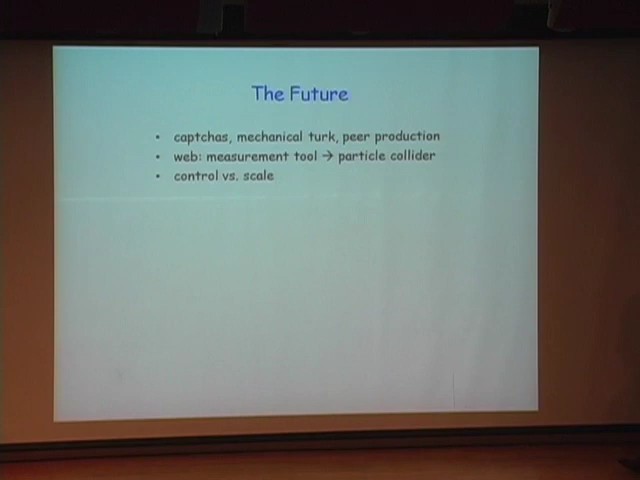 The Future
• captchas, mechanical turk, peer production
• web: measurement tool → particle collider
• control vs. scale